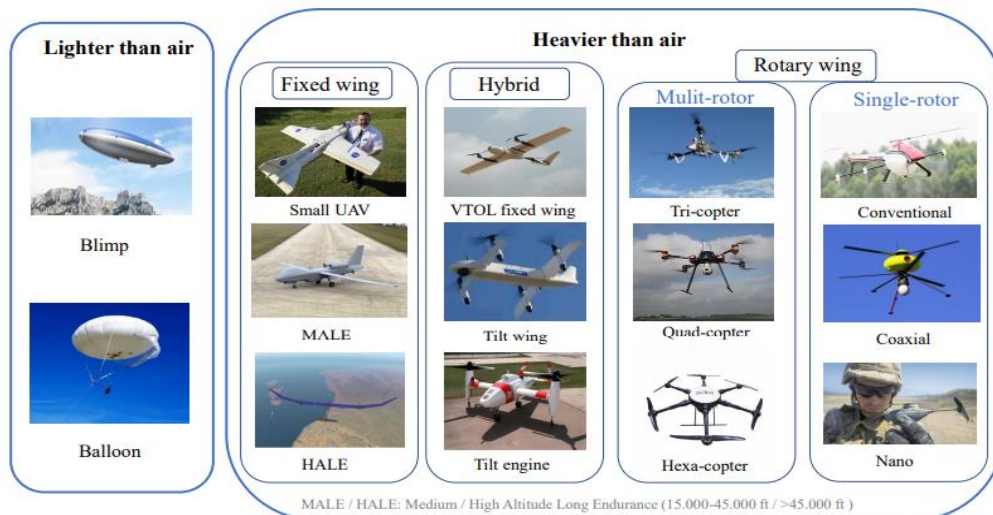 Lighter than air
Heavier than air
Fixed wing
Hybrid
Rotary wing
Mulit-rotor
Single-rotor
Small UAV
VTOL fixed wing
Tri-copter
Conventional
Blimp
MALE
Tilt wing
Quad-copter
Coaxial
Balloon
HALE
Tilt engine
Hexa-copter
Nano
MALE / HALE: Medium / High Altitude Long Endurance (15.000-45.000 ft / >45.000 ft )